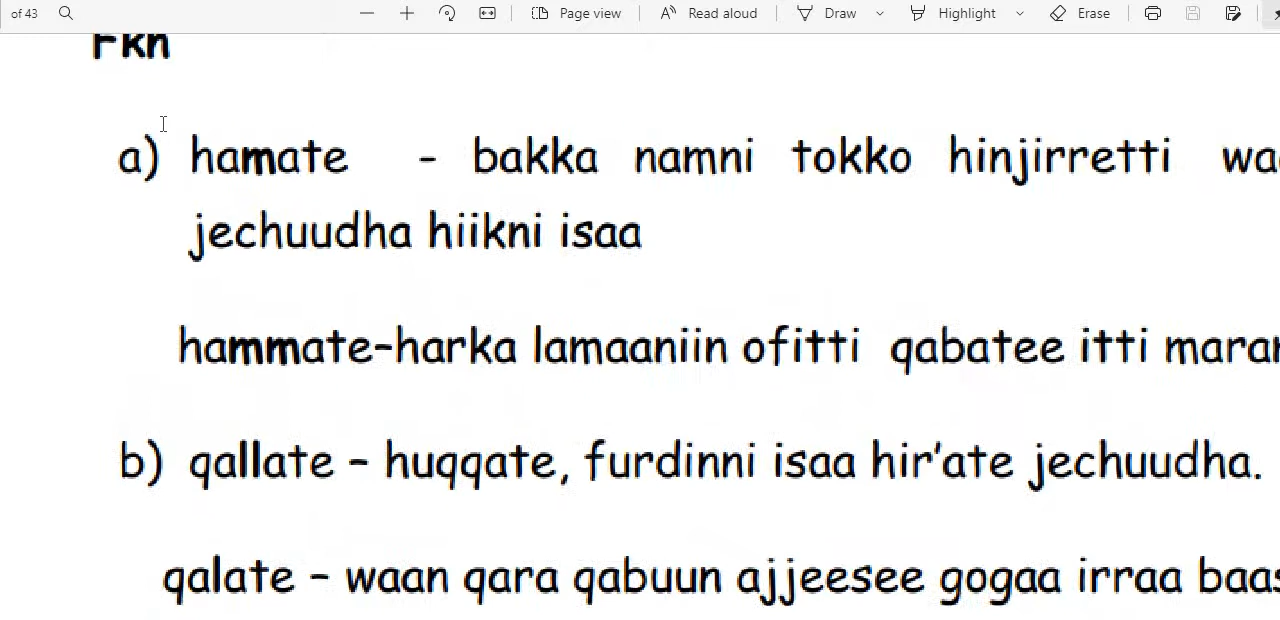 of 43 Page view Read aloud Draw Highlight Erase
Fkn
a) hamate - bakka namni tokko hinjirretti
jechuudha hiikni isaa
hammate-harka lamaaniin ofitti qabatee itti
b) qallate - huqqate, furdinni isaa hir'ate jechuudha.
qalate - waan qara qabuun ajjeesee gogaa irraa